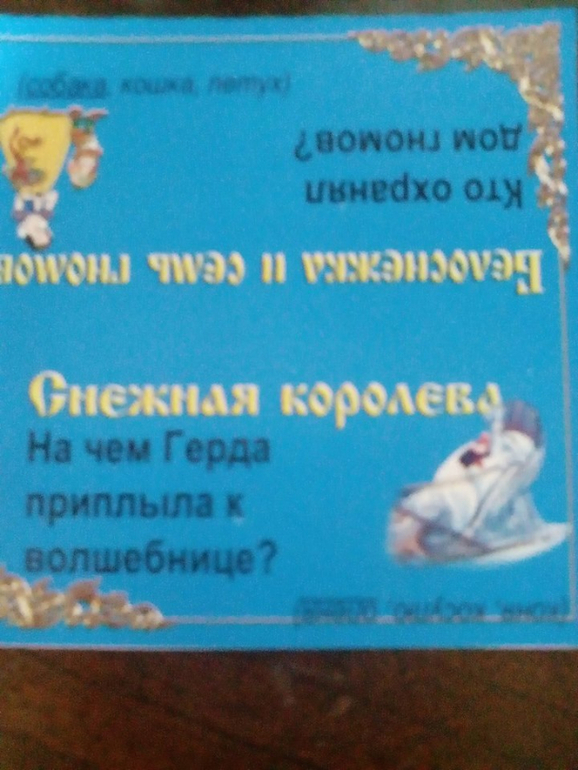 (собака, кошка, петух)
Белоснежка и семь гномов
Кто охранял
дом гномов?
Снежная королева
На чем Герда
приплыла к
волшебнице?